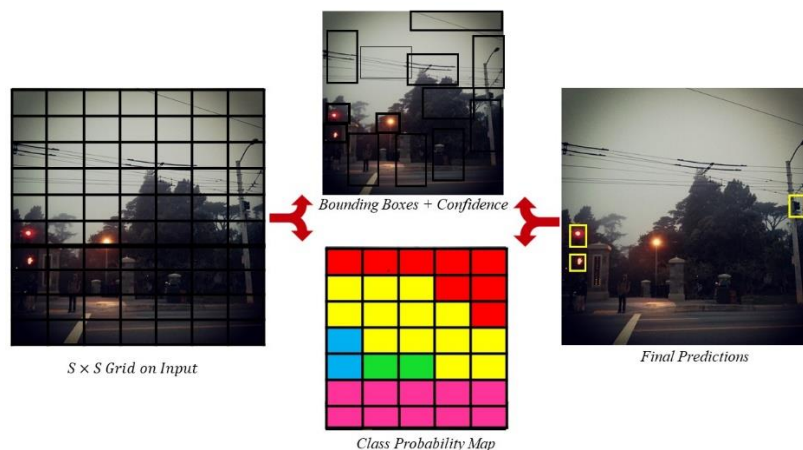 Bounding Boxes + Confidence
S × S Grid on Input
Final Predictions
Class Probability Map